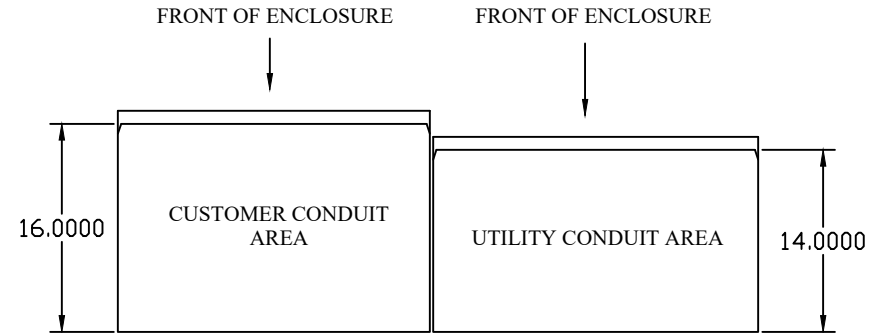 FRONT OF ENCLOSURE
FRONT OF ENCLOSURE
CUSTOMER CONDUIT
AREA
UTILITY CONDUIT AREA
16.0000
14.0000